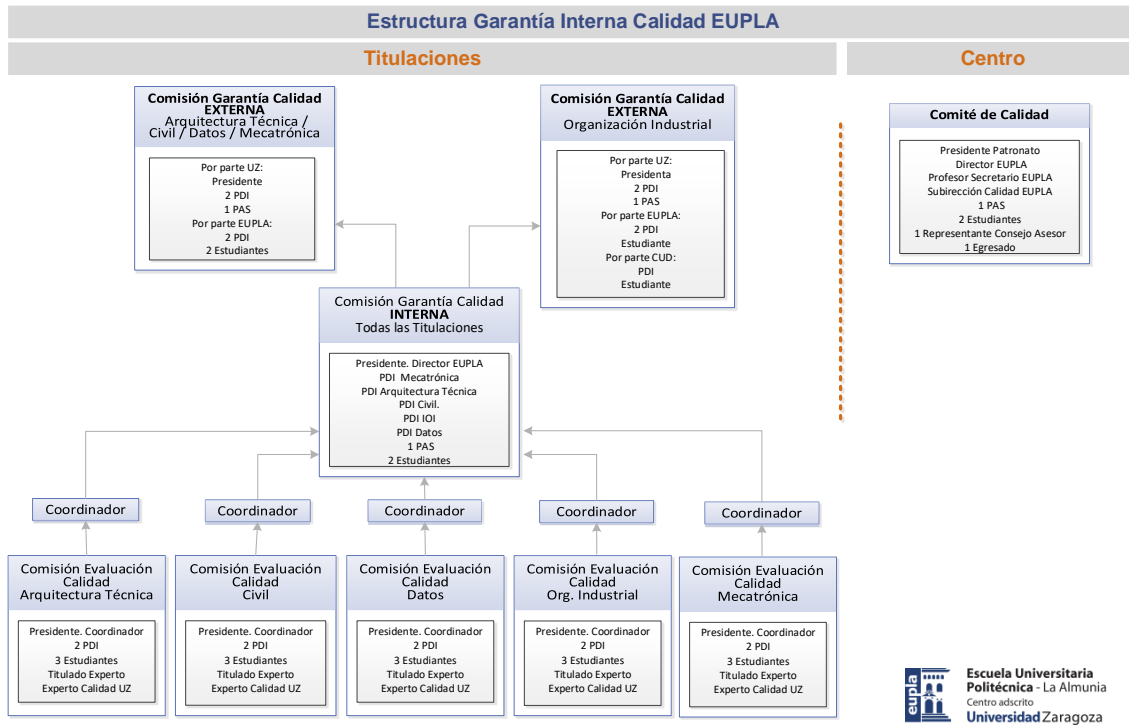 Estructura Garantía Interna Calidad EUPLA
Titulaciones
Centro
Comisión Garantía Calidad
EXTERNA
Arquitectura Técnica /
Civil / Datos / Mecatrónica
Por parte UZ:
Presidente
2 PDI
1 PAS
Por parte EUPLA:
2 PDI
2 Estudiantes
Comisión Garantía Calidad
EXTERNA
Organización Industrial
Por parte UZ:
Presidenta
2 PDI
1 PAS
Por parte EUPLA:
2 PDI
Estudiante
Por parte CUD:
PDI
Estudiante
Comité de Calidad
Presidente Patronato
Director EUPLA
Profesor Secretario EUPLA
Subirección Calidad EUPLA
1 PAS
2 Estudiantes
1 Representante Consejo Asesor
1 Egresado
Comisión Garantía Calidad
INTERNA
Todas las Titulaciones
Presidente. Director EUPLA
PDI Mecatrónica
PDI Arquitectura Técnica
PDI Civil.
PDI IOI
PDI Datos
1 PAS
2 Estudiantes
Coordinador
Coordinador
Coordinador
Coordinador
Coordinador
Comisión Evaluación
Calidad
Arquitectura Técnica
Presidente. Coordinador
2 PDI
3 Estudiantes
Titulado Experto
Experto Calidad UZ
Comisión Evaluación
Calidad
Civil
Presidente. Coordinador
2 PDI
3 Estudiantes
Titulado Experto
Experto Calidad UZ
Comisión Evaluación
Calidad
Datos
Presidente. Coordinador
2 PDI
3 Estudiantes
Titulado Experto
Experto Calidad UZ
Comisión Evaluación
Calidad
Org. Industrial
Presidente. Coordinador
2 PDI
3 Estudiantes
Titulado Experto
Experto Calidad UZ
Comisión Evaluación
Calidad
Mecatrónica
Presidente. Coordinador
2 PDI
3 Estudiantes
Titulado Experto
Experto Calidad UZ
eupla
Escuela Universitaria
Politécnica - La Almunia
Centro adscrito
Universidad Zaragoza